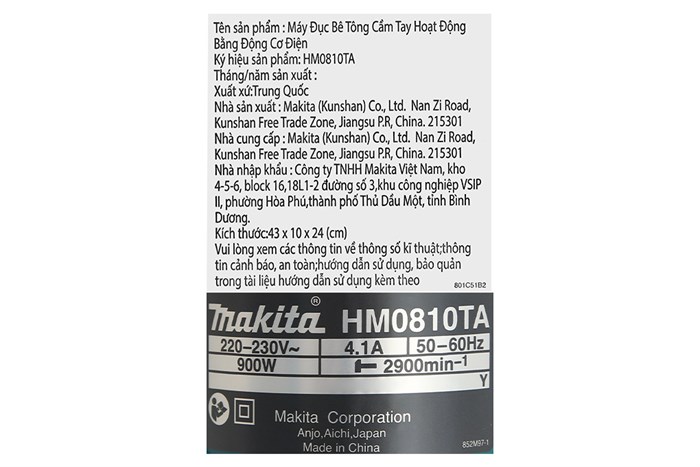 Tên sản phẩm : Máy Đục Bê Tông Cầm Tay Hoạt Động
Bằng Động Cơ Điện
Ký hiệu sản phẩm: HM0810TA
Tháng/năm sản xuất :
Xuất xứ:Trung Quốc
Nhà sản xuất : Makita (Kunshan) Co., Ltd. Nan Zi Road,
Kunshan Free Trade Zone, Jiangsu P.R, China. 215301
Nhà cung cấp : Makita (Kunshan) Co., Ltd. Nan Zi Road,
Kunshan Free Trade Zone, Jiangsu P.R, China. 215301
Nhà nhập khẩu : Công ty TNHH Makita Việt Nam, kho
4-5-6, block 16,18L1-2 đường số 3,khu công nghiệp VSIP
II, phường Hòa Phú,thành phố Thủ Dầu Một, tỉnh Bình
Dương.
Kích thước:43 x 10 x 24 (cm)
Vui lòng xem các thông tin về thông số kĩ thuật;thông
tin cảnh báo, an toàn;hướng dẫn sử dụng, bảo quản
trong tài liệu hướng dẫn sử dụng kèm theo
801C51B2
makita® HM0810TA
220-230V~ 4.1A 50-60Hz
900W 2900min⁻¹
Y
Makita Corporation
Anjo,Aichi,Japan
Made in China
852M97-1